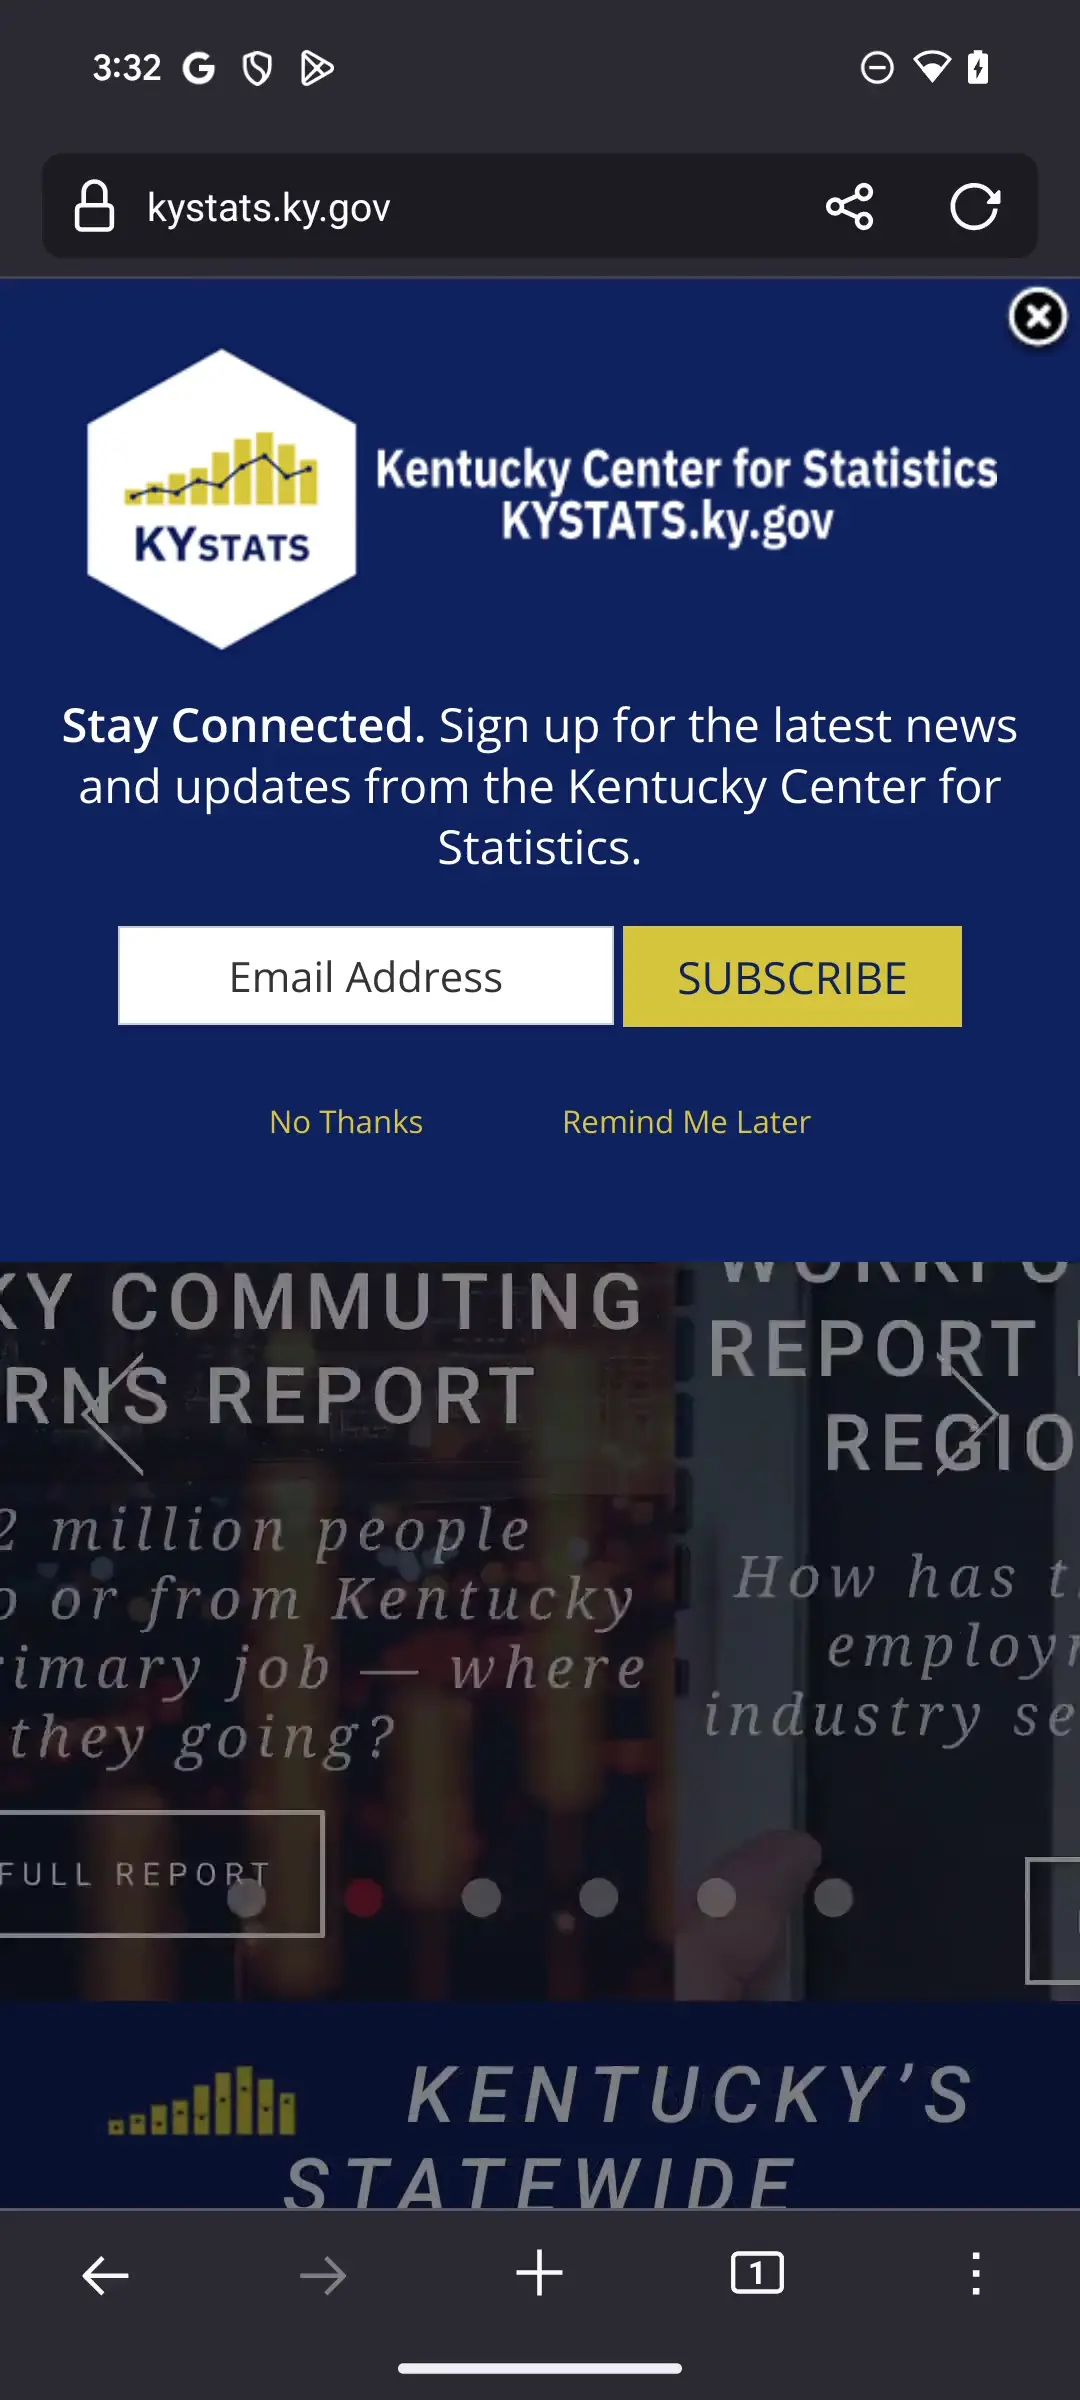 3:32
kystats.ky.gov
KYSTATS
Kentucky Center for Statistics
KYSTATS.ky.gov
Stay Connected. Sign up for the latest news
and updates from the Kentucky Center for
Statistics.
Email Address
SUBSCRIBE
No Thanks
Remind Me Later
KY COMMUTING
RNS REPORT
2 million people
o or from Kentucky
rimary job — where
they going?
FULL REPORT
REPORT
REGIO
How has t
employ
industry se
KENTUCKY'S
STATEWIDE
1